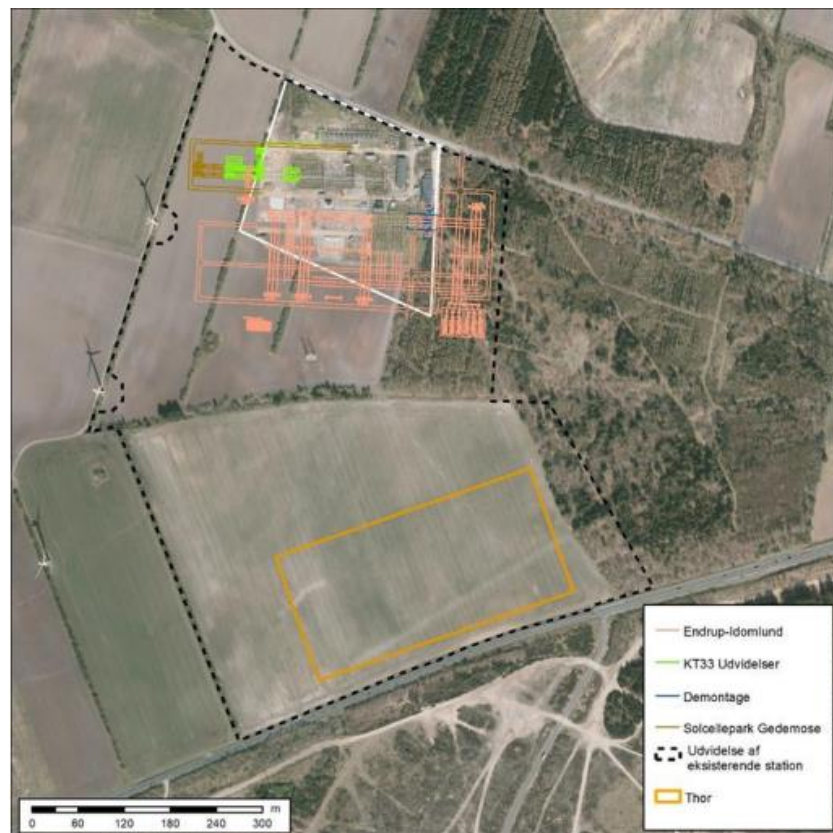 Endrup-Idomlund
KT33 Udvidelser
Demontage
Solcellepark Gedemose
Udvidelse af
eksisterende station
Thor
m
0 60 120 180 240 300